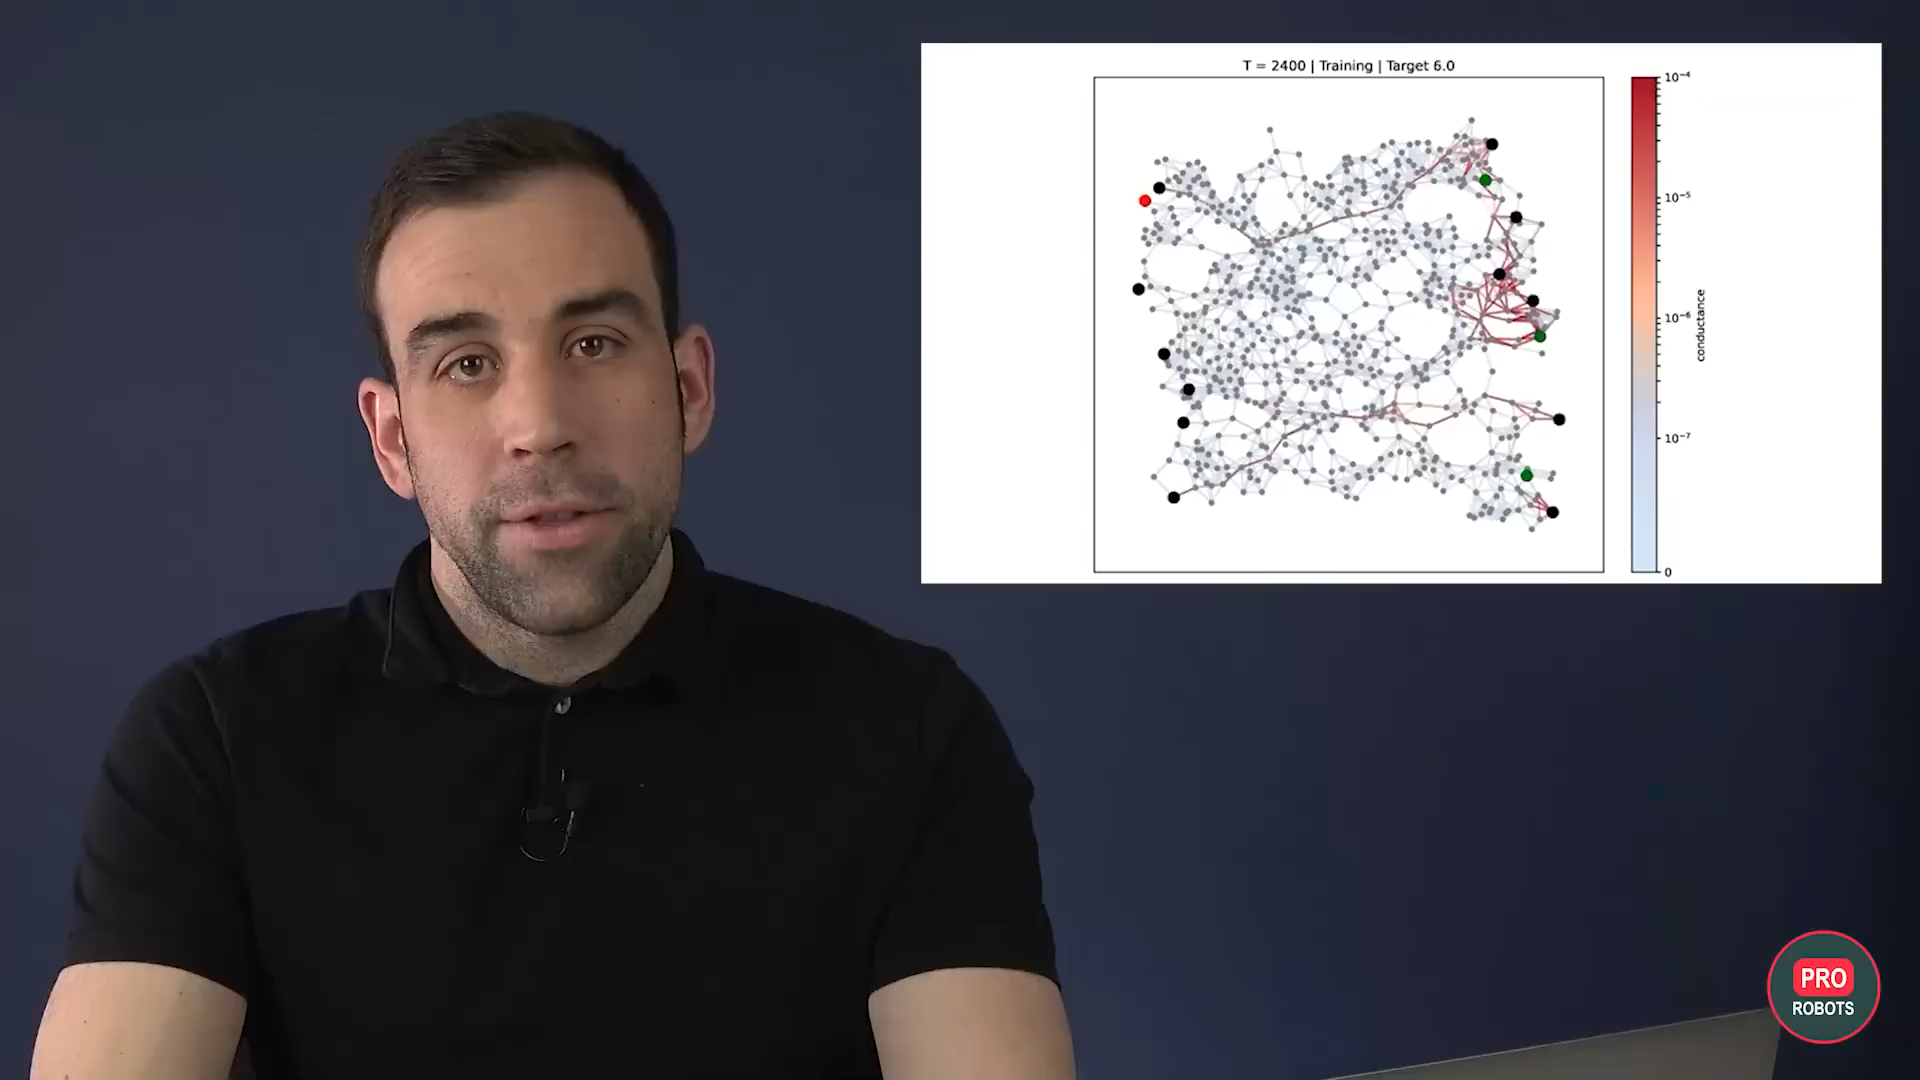 T = 2400 | Training | Target 6.0
10⁻⁴
10⁻⁵
10⁻⁶
10⁻⁷
0
conductance
PRO
ROBOTS